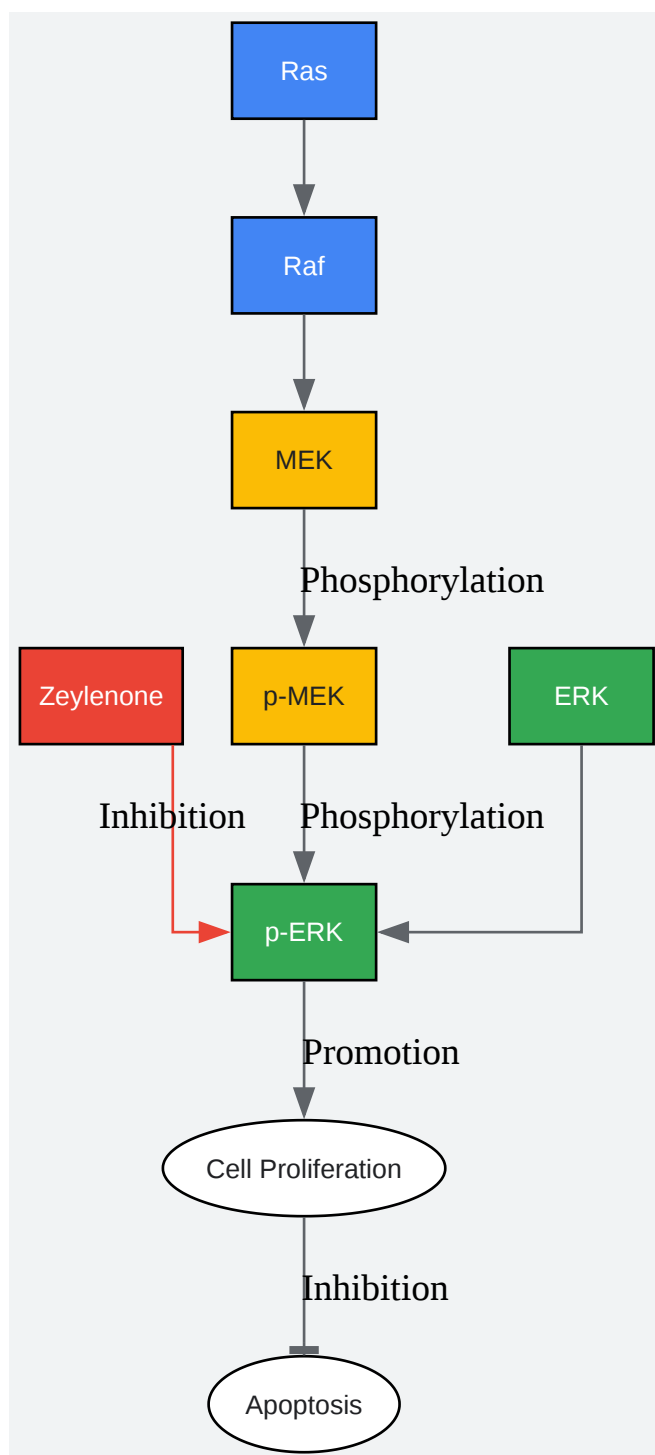 Ras
Raf
MEK
Phosphorylation
Zeylenone
p-MEK
ERK
Inhibition
Phosphorylation
p-ERK
Promotion
Cell Proliferation
Inhibition
Apoptosis